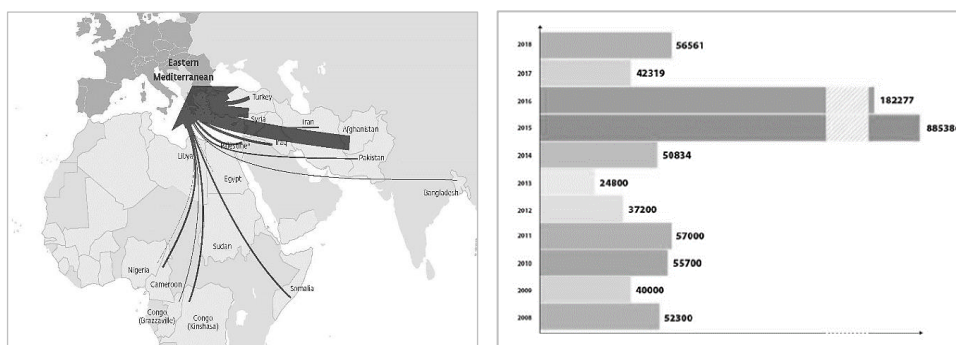 Eastern
Mediterranean
Turkey
Syria
Iran
Afghanistan
Iraq
Palestine*
Pakistan
Libya
Egypt
Bangladesh
Sudan
Nigeria
Cameroon
Somalia
Congo
(Brazzaville)
Congo
(Kinshasa)
2018 56561
2017 42319
2016 182277
2015 885386
2014 50834
2013 24800
2012 37200
2011 57000
2010 55700
2009 40000
2008 52300